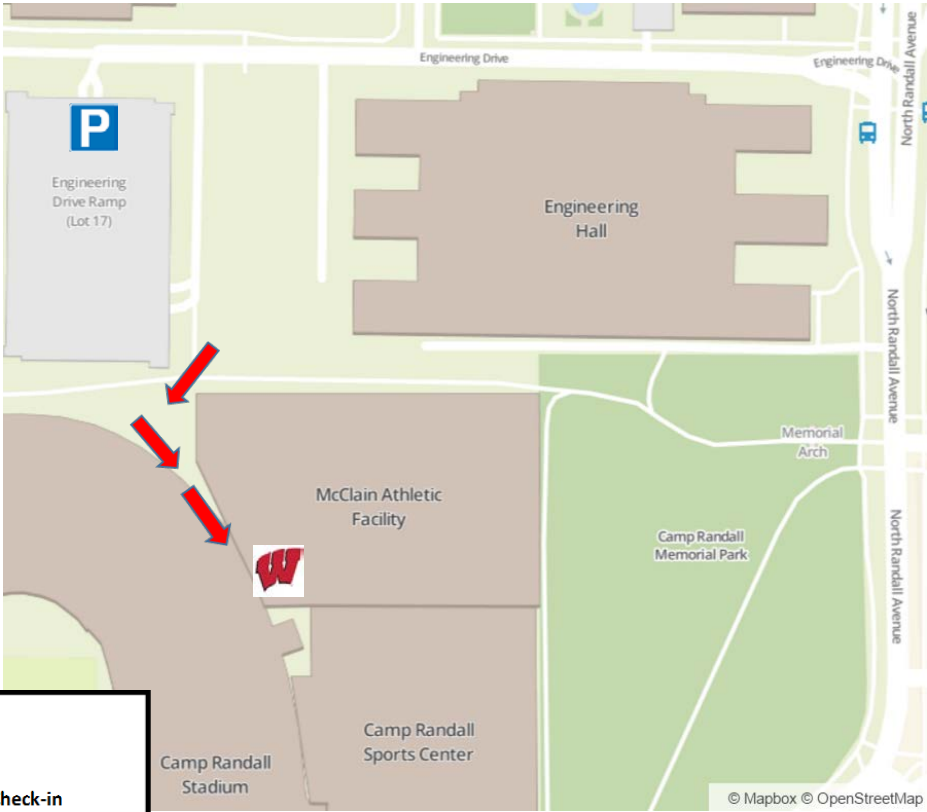 Engineering Drive
Engineering Drive
North Randall Avenue
P
Engineering
Drive Ramp
(Lot 17)
Engineering
Hall
North Randall Avenue
Memorial
Arch
McClain Athletic
Facility
Camp Randall
Memorial Park
North Randall Avenue
W
Camp Randall
Sports Center
Camp Randall
Stadium
heck-in
© Mapbox © OpenStreetMap